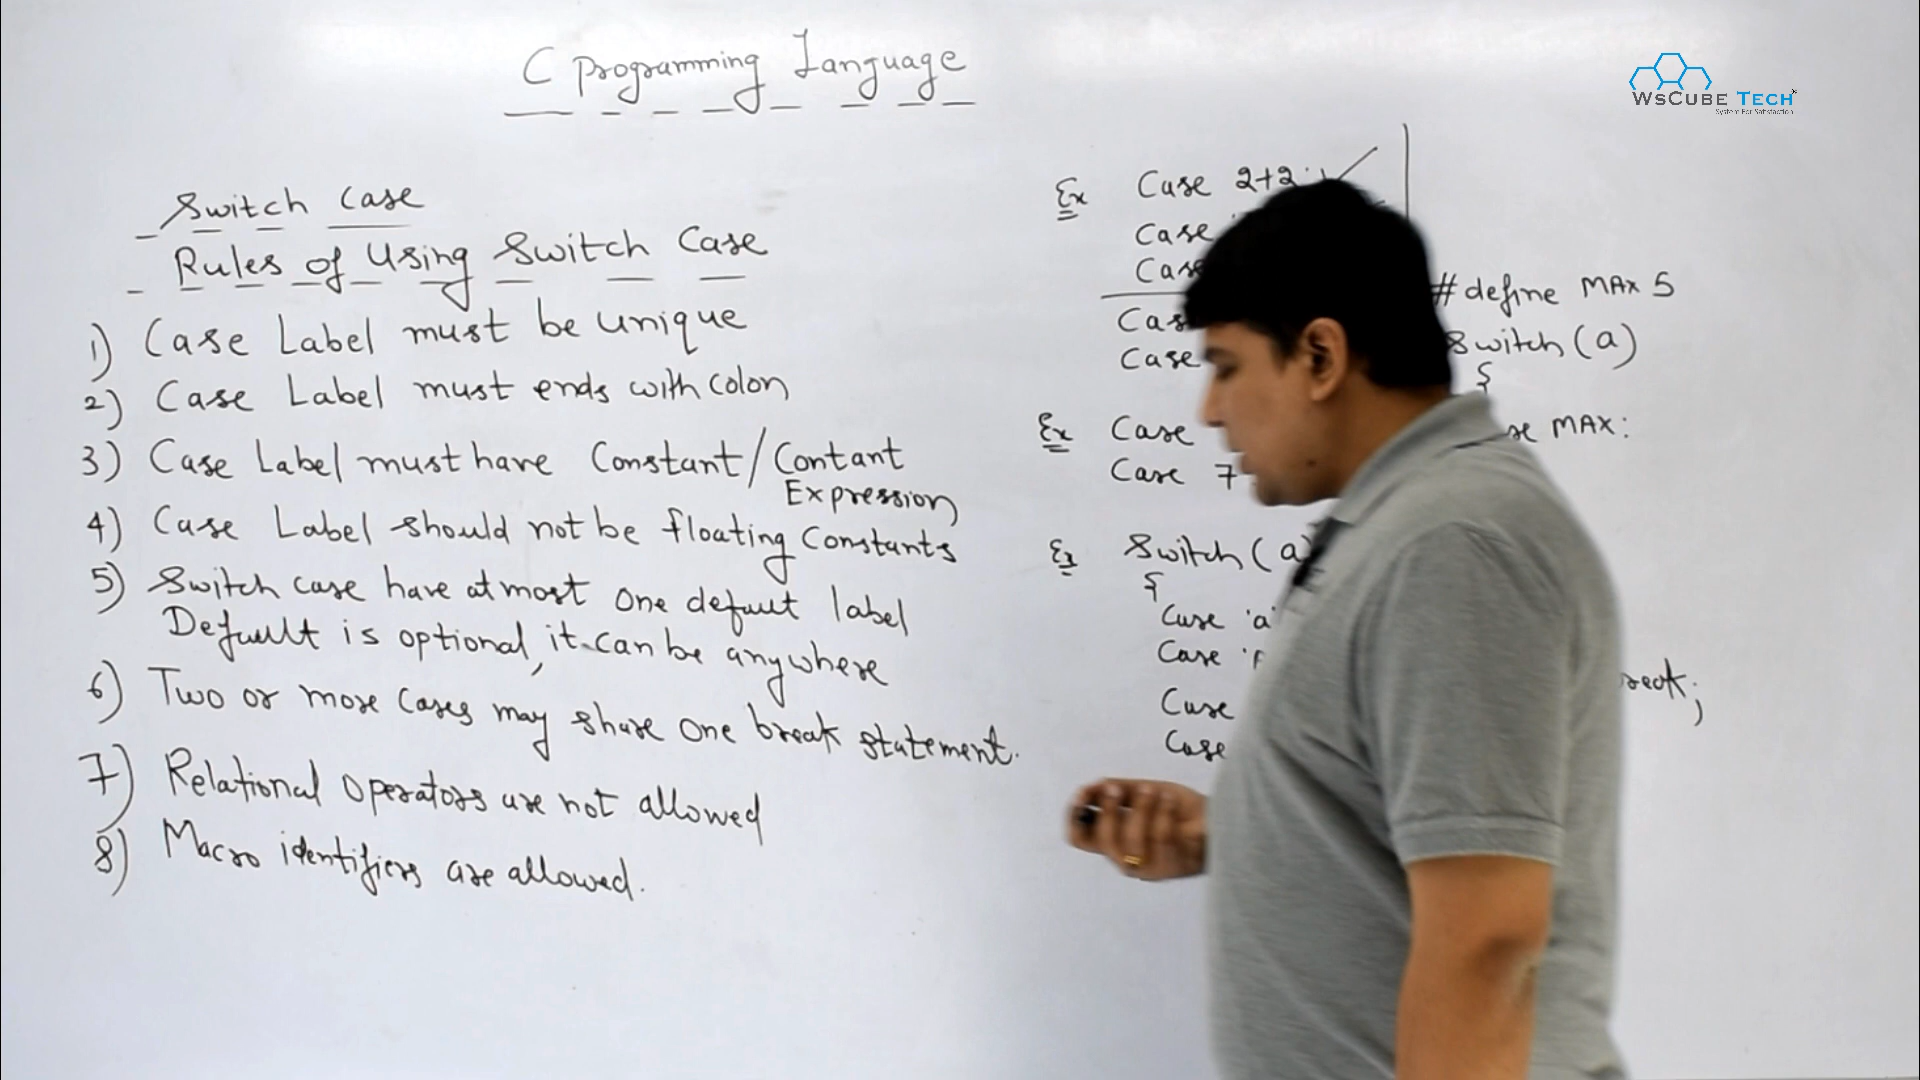 C Programming Language
WsCUBE TECH
System For Satisfaction
Switch Case
Rules of Using Switch Case
1) Case Label must be unique
2) Case Label must ends with colon
3) Case Label must have Constant/Contant
Expression
4) Case Label should not be floating Constants
5) Switch case have atmost one default label
Default is optional, it can be anywhere
6) Two or more cases may share one break statement.
7) Relational Operators are not allowed
8) Macro identifiers are allowed.
Ex Case 2+2:
Case
Case
Case
Case
Ex Case
Case 7
Ex Switch (a)
{
Case 'a'
Case
Case
Case
# define MAX 5
Switch (a)
{
MAX: